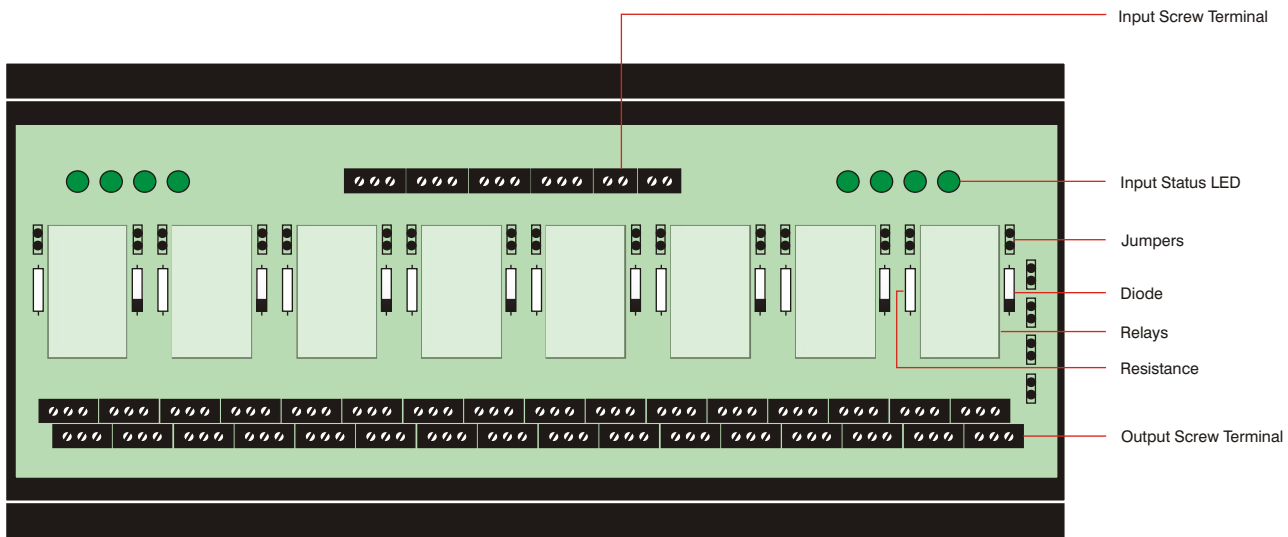 Input Screw Terminal
Input Status LED
Jumpers
Diode
Relays
Resistance
Output Screw Terminal